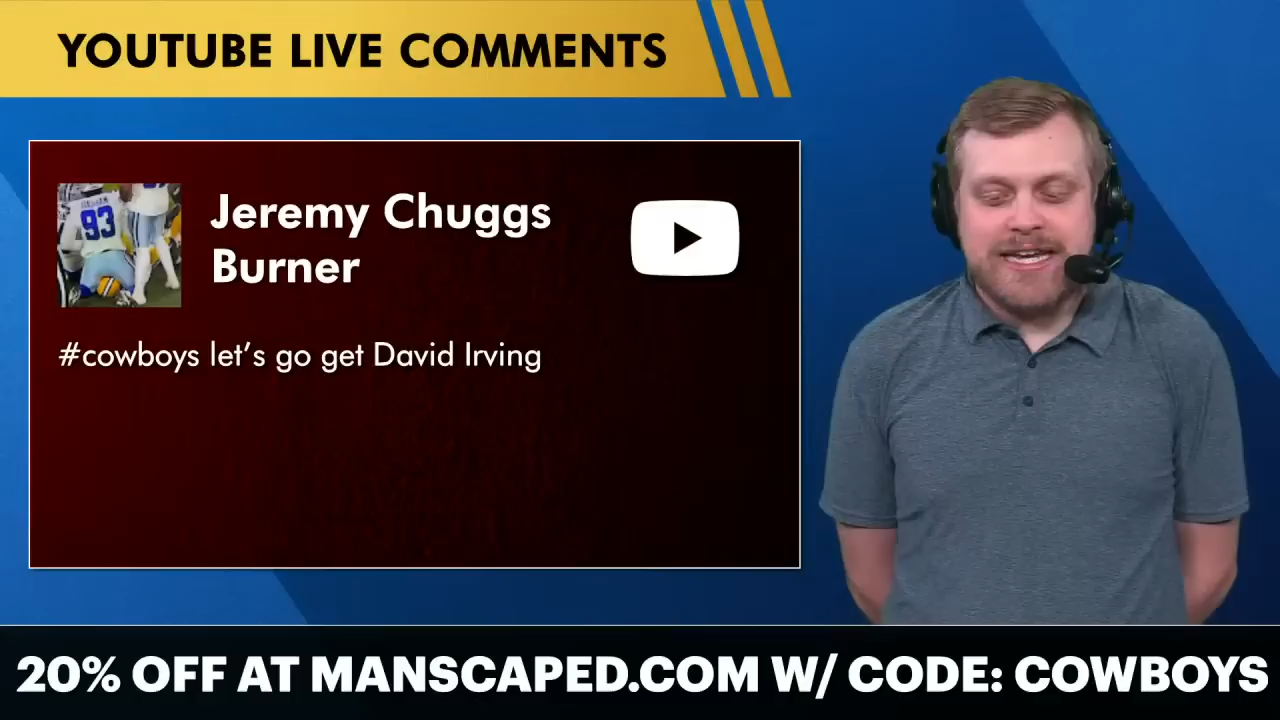 YOUTUBE LIVE COMMENTS
93
Jeremy Chuggs
Burner
#cowboys let's go get David Irving
20% OFF AT MANSCAPED.COM W/ CODE: COWBOYS